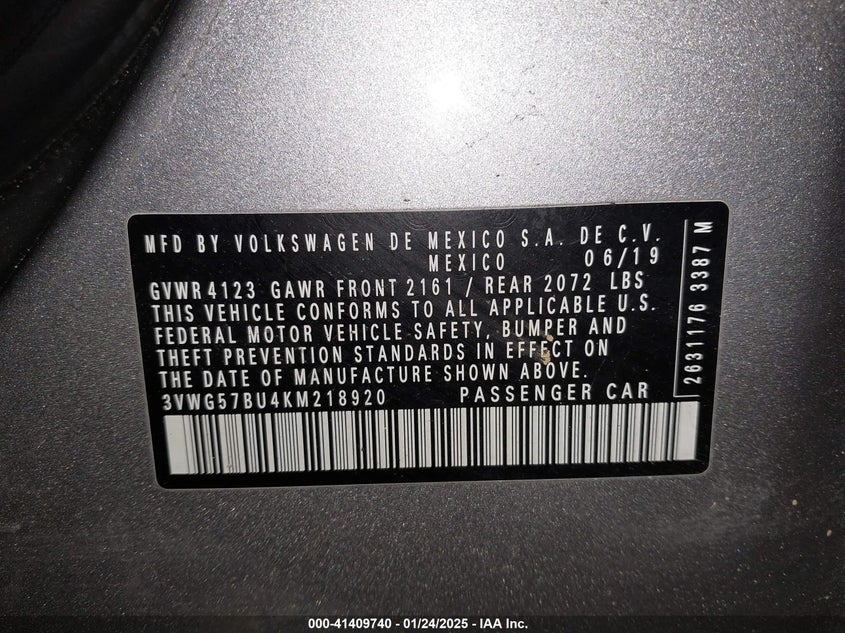 MFD BY VOLKSWAGEN DE MEXICO S.A. DE C.V.
MEXICO 06/19
GVWR 4123 GAWR FRONT 2161 / REAR 2072 LBS
THIS VEHICLE CONFORMS TO ALL APPLICABLE U.S.
FEDERAL MOTOR VEHICLE SAFETY, BUMPER AND
THEFT PREVENTION STANDARDS IN EFFECT ON
THE DATE OF MANUFACTURE SHOWN ABOVE.
3VWG57BU4KM218920 PASSENGER CAR
2631176 3387 M
000-41409740 - 01/24/2025 - IAA Inc.